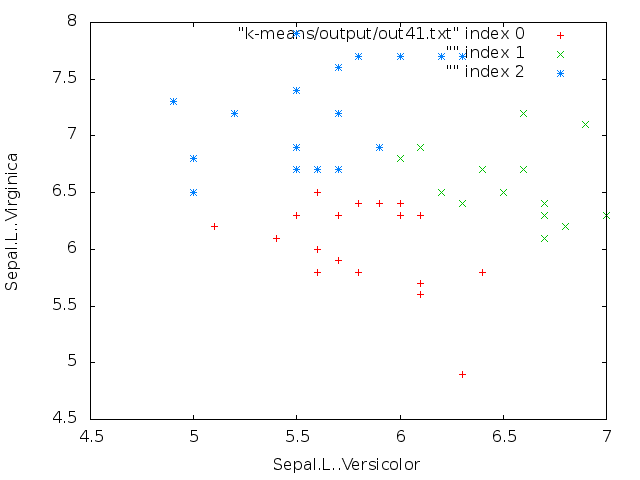 8
7.5
7
6.5
6
5.5
5
4.5
Sepal.L..Virginica
"k-means/output/out41.txt" index 0
"" index 1
"" index 2
4.5 5 5.5 6 6.5 7
Sepal.L..Versicolor